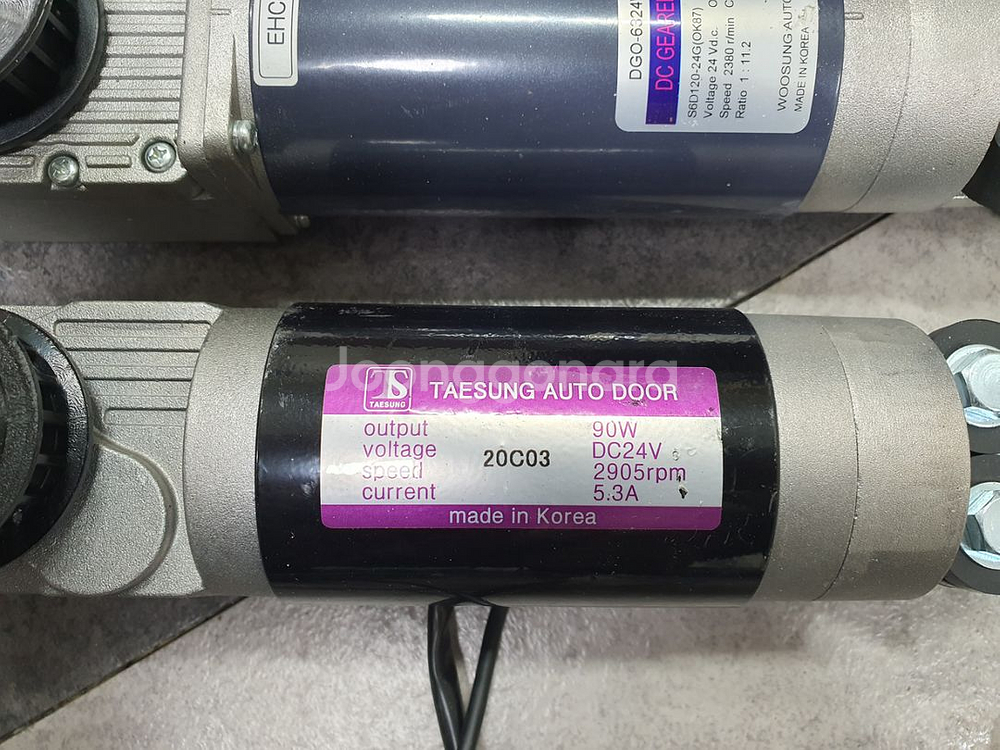 EHC
DGO-6324
DC GEARE
S6D120-24G(OK87)
Voltage 24 Vd.c.
Speed 2380 r/min
Ratio 1 : 11.2
WOOSUNG AUTO
MADE IN KOREA
Joonggonara
TS
TAESUNG
TAESUNG AUTO DOOR
output 90W
voltage DC24V
speed 20C03 2905rpm
current 5.3A
made in Korea